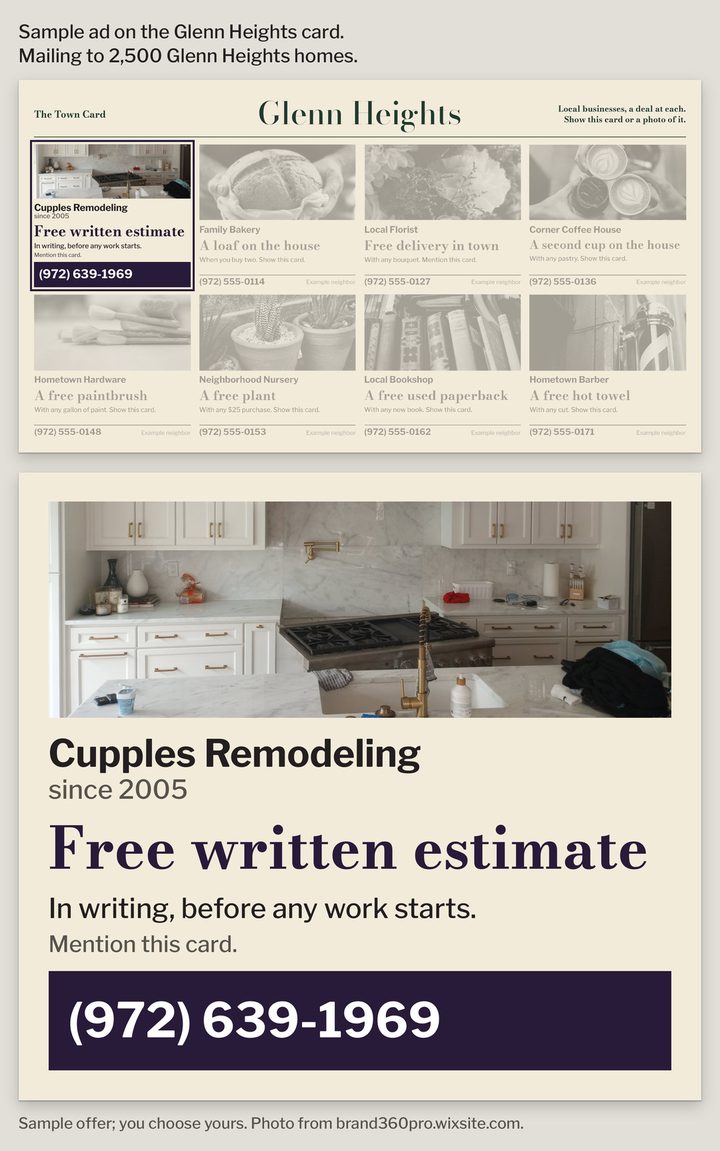 Sample ad on the Glenn Heights card.
Mailing to 2,500 Glenn Heights homes.
The Town Card
Glenn Heights
Local businesses, a deal at each.
Show this card or a photo of it.
Cupples Remodeling
since 2005
Free written estimate
In writing, before any work starts.
Mention this card.
(972) 639-1969
Family Bakery
A loaf on the house
When you buy two. Show this card.
(972) 555-0114
Example neighbor
Local Florist
Free delivery in town
With any bouquet. Mention this card.
(972) 555-0127
Example neighbor
Corner Coffee House
A second cup on the house
With any pastry. Show this card.
(972) 555-0136
Example neighbor
Hometown Hardware
A free paintbrush
With any gallon of paint. Show this card.
(972) 555-0148
Example neighbor
Neighborhood Nursery
A free plant
With any $25 purchase. Show this card.
(972) 555-0153
Example neighbor
Local Bookshop
A free used paperback
With any new book. Show this card.
(972) 555-0162
Example neighbor
Hometown Barber
A free hot towel
With any cut. Show this card.
(972) 555-0171
Example neighbor
Cupples Remodeling
since 2005
Free written estimate
In writing, before any work starts.
Mention this card.
(972) 639-1969
Sample offer; you choose yours. Photo from brand360pro.wixsite.com.